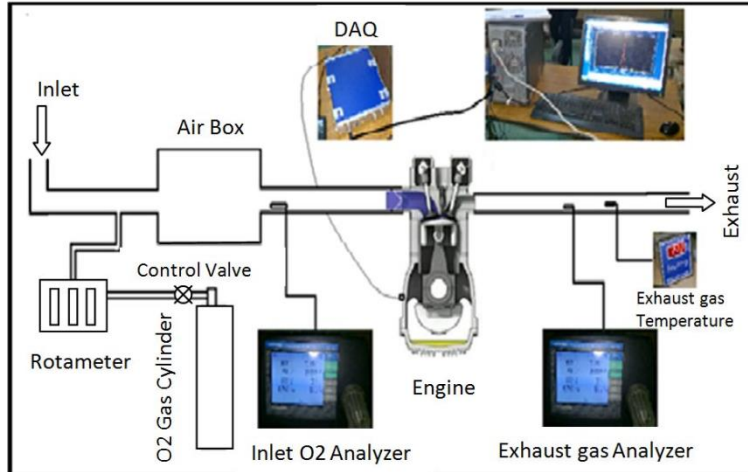 DAQ
Inlet
Air Box
Exhaust
Control Valve
Rotameter
O2 Gas Cylinder
Exhaust gas
Temperature
Engine
Inlet O2 Analyzer
Exhaust gas Analyzer